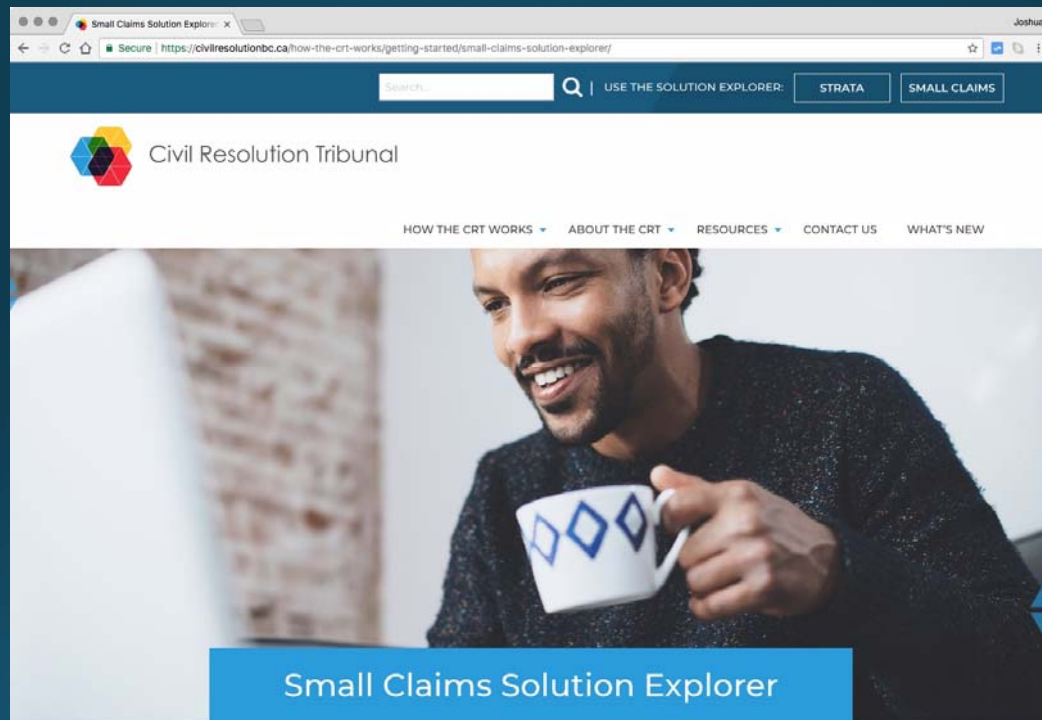 Small Claims Solution Explorer
Joshua
Secure | https://civilresolutionbc.ca/how-the-crt-works/getting-started/small-claims-solution-explorer/
Search...
| USE THE SOLUTION EXPLORER: STRATA SMALL CLAIMS
Civil Resolution Tribunal
HOW THE CRT WORKS ABOUT THE CRT RESOURCES CONTACT US WHAT'S NEW
Small Claims Solution Explorer